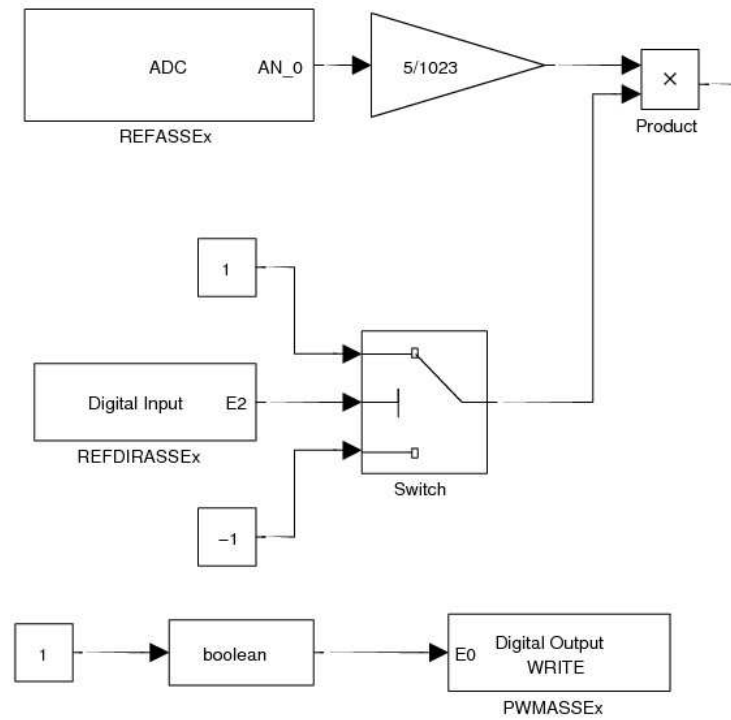 ADC AN_0
5/1023
×
REFASSEx
Product
1
Digital Input E2
REFDIRASSEx
Switch
−1
1
boolean
E0 Digital Output
WRITE
PWMASSEx